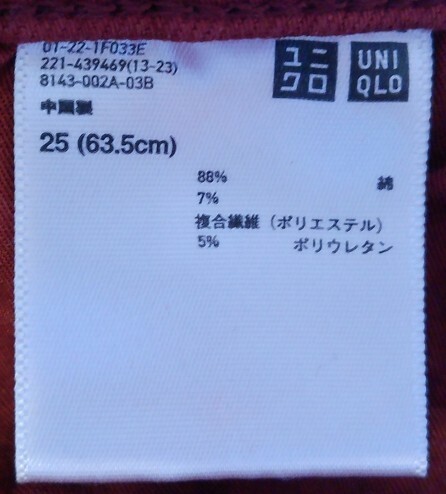 01-22-1F033E
221-439469(13-23)
8143-002A-03B
中国製
25 (63.5cm)
ユニ
クロ
UNI
QLO
88% 綿
7%
複合繊維 (ポリエステル)
5% ポリウレタン